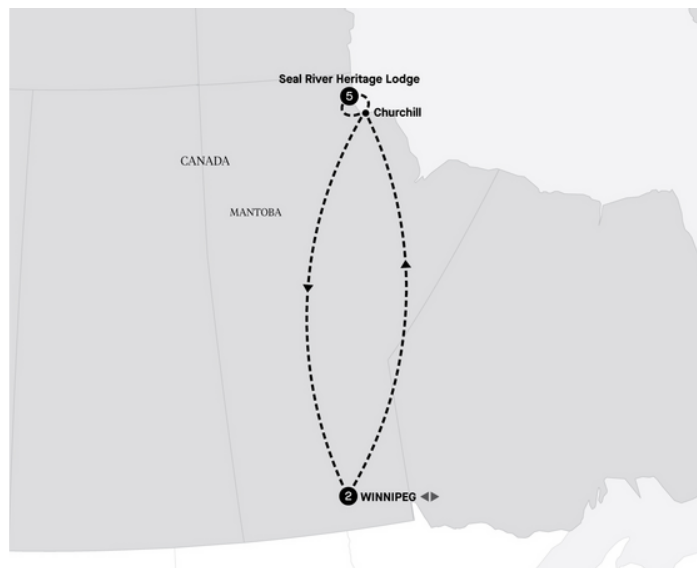 Seal River Heritage Lodge
5
Churchill
CANADA
MANTOBA
2 WINNIPEG